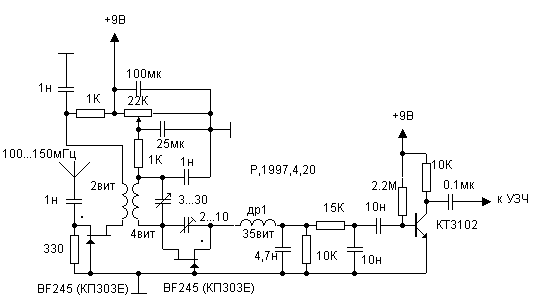 +9В
100мк
1н
1К
22К
25мк
+9В
100...150мГц
1К
1н
Р,1997,4,20
10К
2вит
2.2М
0.1мк
1н
3...30
к УЗЧ
2...10
др1
15К
10н
4вит
35вит
КТ3102
330
4,7н
10К
10н
BF245 (КП303Е)
BF245 (КП303Е)